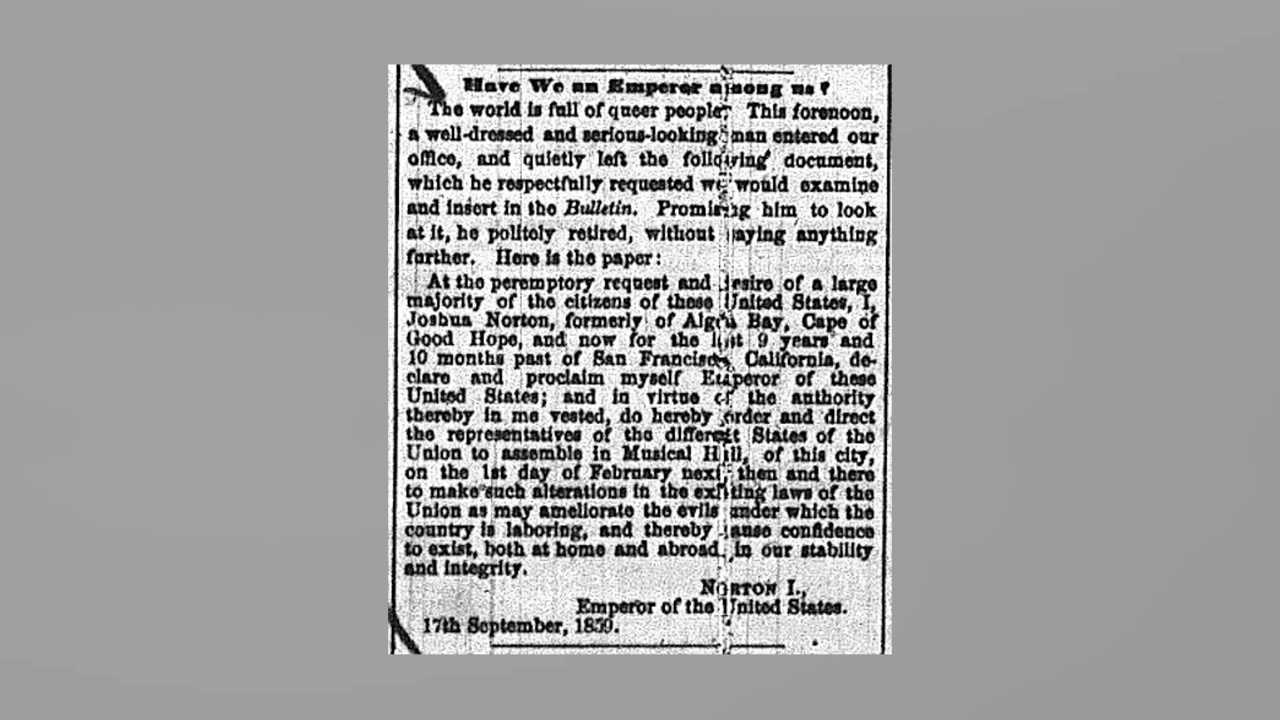 Have We an Emperor among us?
The world is full of queer people. This forenoon,
a well-dressed and serious-looking man entered our
office, and quietly left the following document,
which he respectfully requested we would examine
and insert in the Bulletin. Promising him to look
at it, he politely retired, without saying anything
further. Here is the paper:
At the peremptory request and desire of a large
majority of the citizens of these United States, I,
Joshua Norton, formerly of Algoa Bay, Cape of
Good Hope, and now for the last 9 years and
10 months past of San Francisco, California, de-
clare and proclaim myself Emperor of these
United States; and in virtue of the authority
thereby in me vested, do hereby order and direct
the representatives of the different States of the
Union to assemble in Musical Hall, of this city,
on the 1st day of February next, then and there
to make such alterations in the existing laws of the
Union as may ameliorate the evils under which the
country is laboring, and thereby cause confidence
to exist, both at home and abroad, in our stability
and integrity.
NORTON I.,
Emperor of the United States.
17th September, 1859.